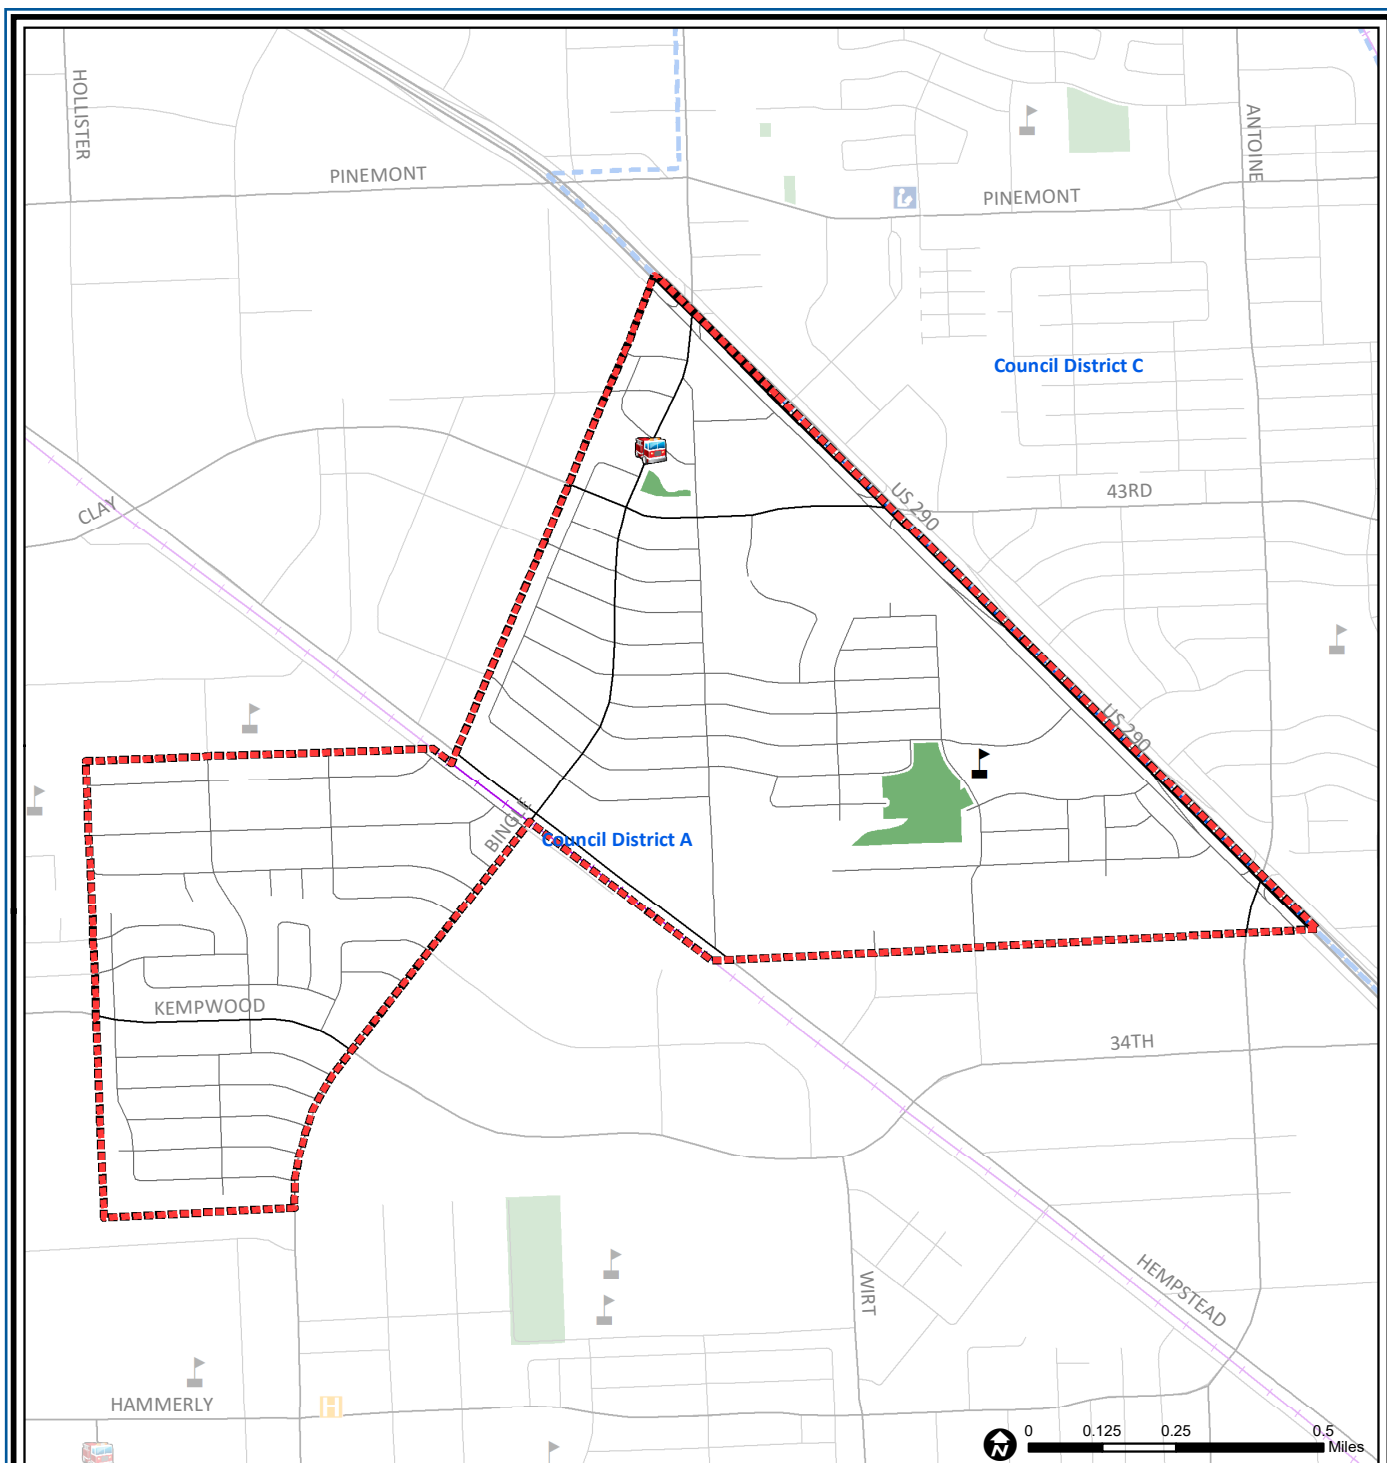 HOLLISTER
ANTOINE
PINEMONT
PINEMONT
Council District C
US 290
43RD
CLAY
US 290
BINGLE
Council District A
KEMPWOOD
34TH
HEMPSTEAD
WIRT
HAMMERLY
H
N
0 0.125 0.25 0.5
Miles